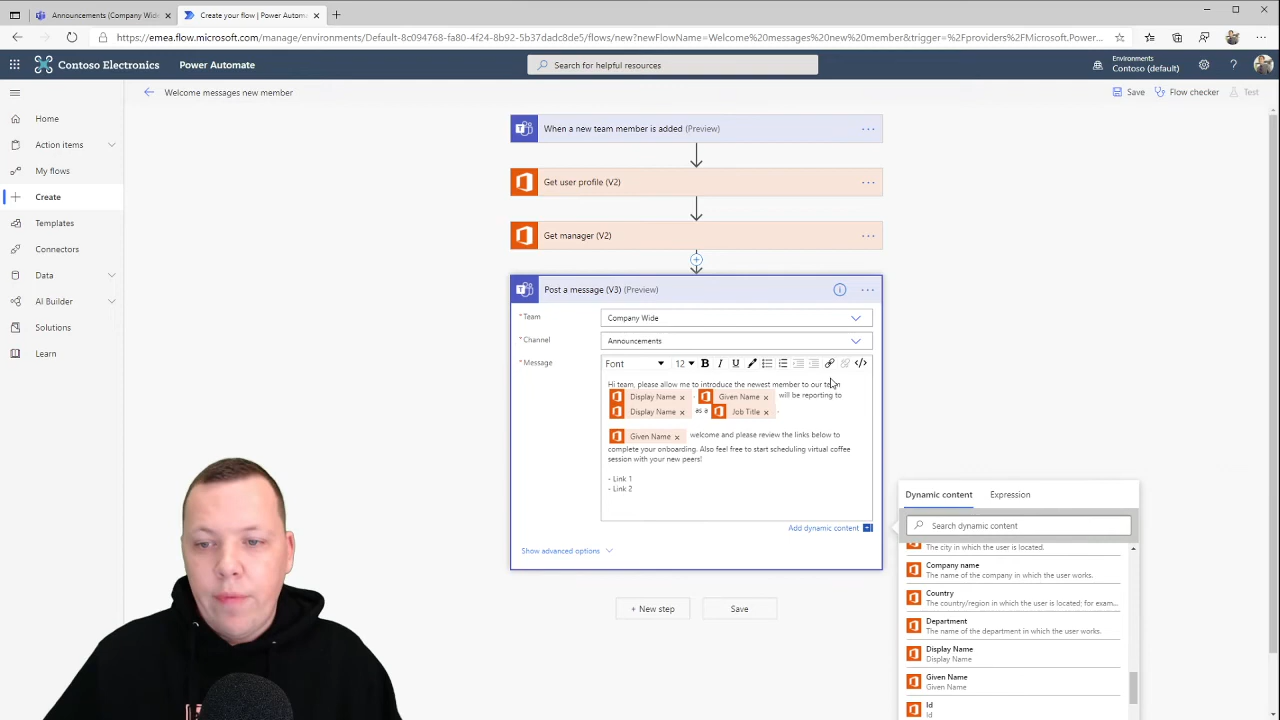 Announcements (Company Wide
Create your flow | Power Automa
https://emea.flow.microsoft.com/manage/environments/Default-8c094768-fa80-4f24-8b92-5b37dadc8de5/flows/new?newFlowName=Welcome%20messages%20new%20member&trigger=%2Fproviders%2FMicrosoft.Power...
Contoso Electronics
Power Automate
Search for helpful resources
Environments
Contoso (default)
Welcome messages new member
Save
Flow checker
Test
Home
Action items
My flows
Create
Templates
Connectors
Data
AI Builder
Solutions
Learn
When a new team member is added (Preview)
Get user profile (V2)
Get manager (V2)
Post a message (V3) (Preview)
* Team
Company Wide
* Channel
Announcements
* Message
Font
12
B
I
U
</>
Hi team, please allow me to introduce the newest member to our team
Display Name × . Given Name × will be reporting to
Display Name × as a Job Title × .
Given Name × welcome and please review the links below to
complete your onboarding. Also feel free to start scheduling virtual coffee
session with your new peers!
- Link 1
- Link 2
Add dynamic content
Show advanced options
+ New step
Save
Dynamic content
Expression
Search dynamic content
The city in which the user is located.
Company name
The name of the company in which the user works.
Country
The country/region in which the user is located; for exam...
Department
The name of the department in which the user works.
Display Name
Display Name
Given Name
Given Name
Id
Id